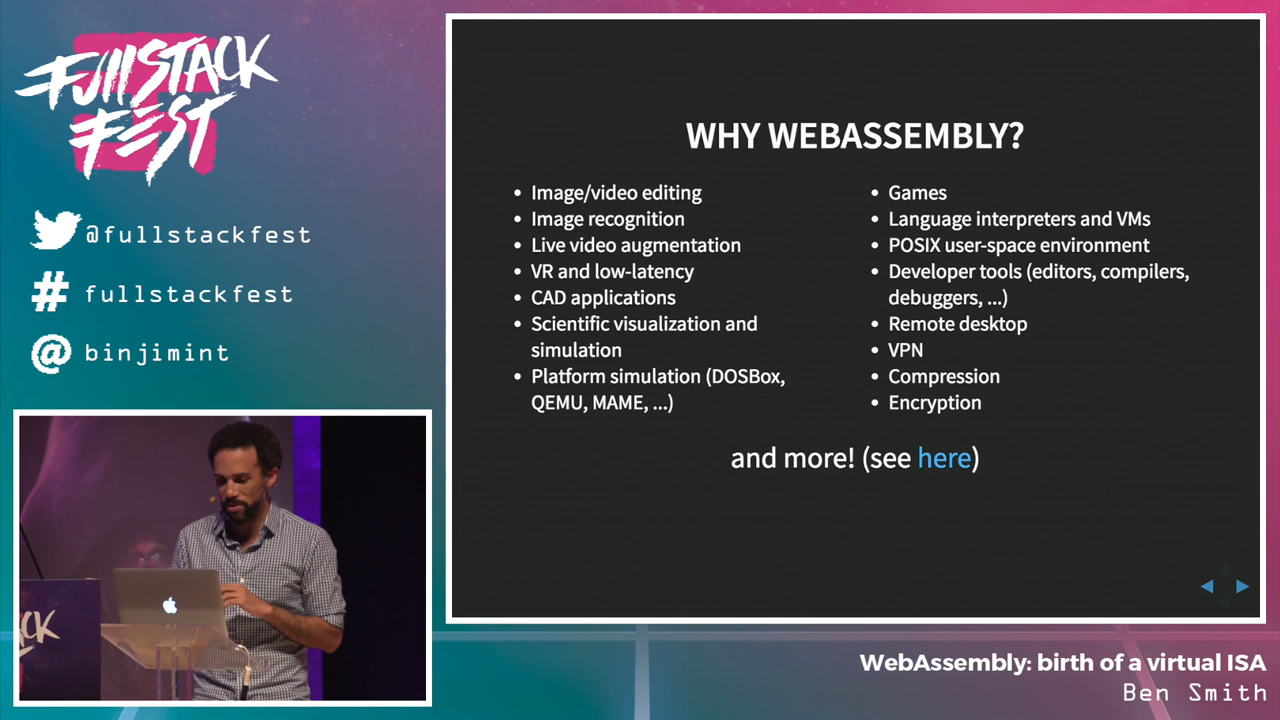 FULLSTACK
FEST
@fullstackfest
# fullstackfest
@ binjimint
CK
WHY WEBASSEMBLY?
• Image/video editing
• Image recognition
• Live video augmentation
• VR and low-latency
• CAD applications
• Scientific visualization and
simulation
• Platform simulation (DOSBox,
QEMU, MAME, ...)
• Games
• Language interpreters and VMs
• POSIX user-space environment
• Developer tools (editors, compilers,
debuggers, ...)
• Remote desktop
• VPN
• Compression
• Encryption
and more! (see here)
WebAssembly: birth of a virtual ISA
Ben Smith